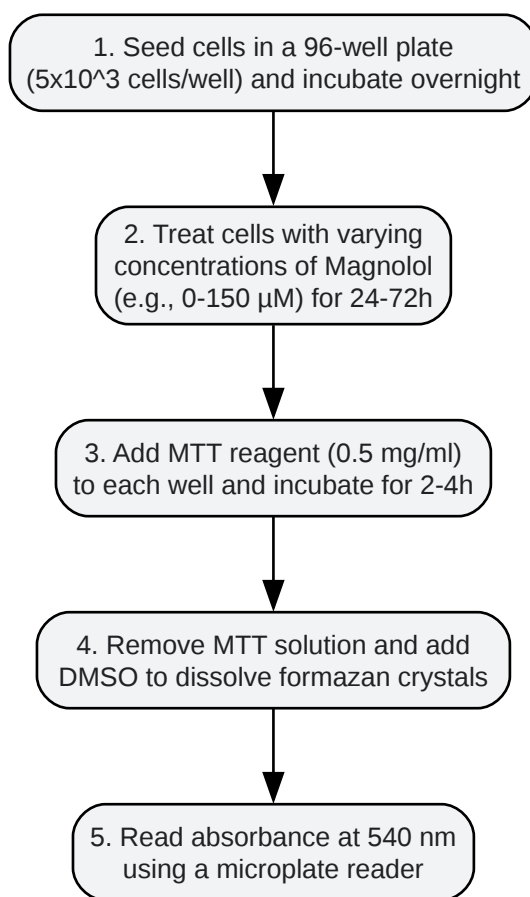 1. Seed cells in a 96-well plate
(5x10^3 cells/well) and incubate overnight
2. Treat cells with varying
concentrations of Magnolol
(e.g., 0-150 µM) for 24-72h
3. Add MTT reagent (0.5 mg/ml)
to each well and incubate for 2-4h
4. Remove MTT solution and add
DMSO to dissolve formazan crystals
5. Read absorbance at 540 nm
using a microplate reader